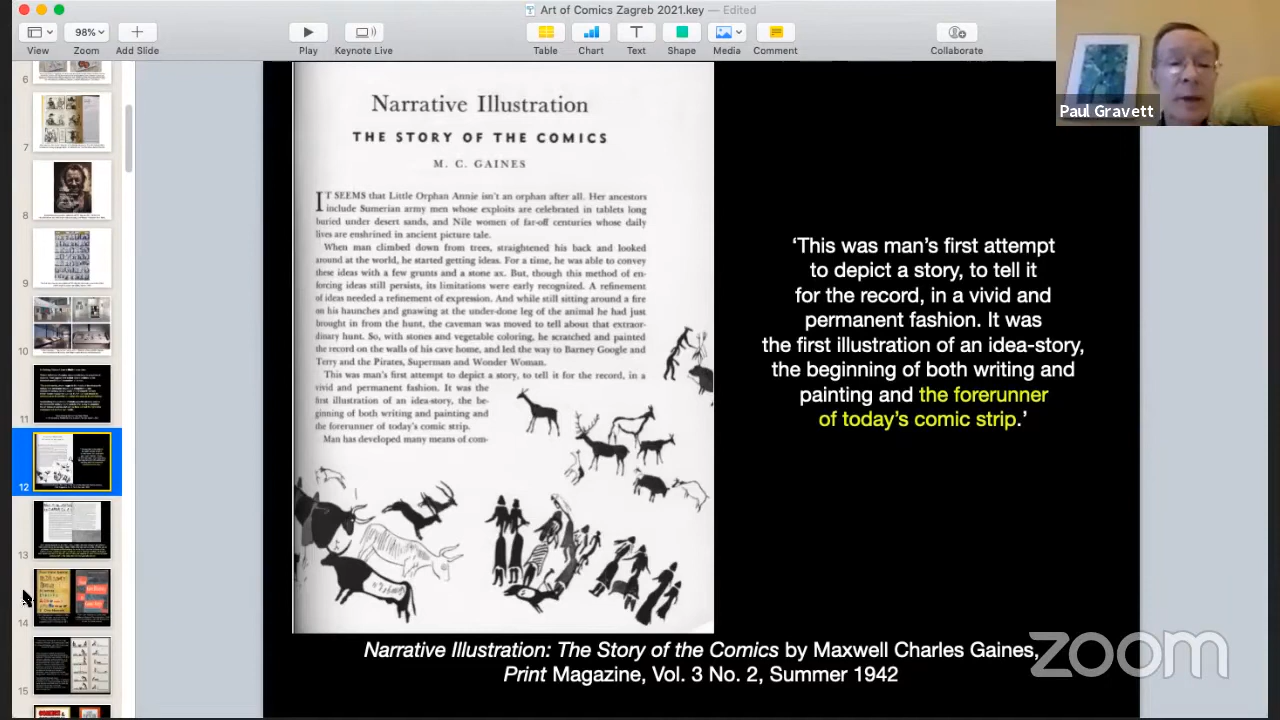 Art of Comics Zagreb 2021.key — Edited
98%
View
Zoom
Add Slide
Play
Keynote Live
Table
Chart
Text
Shape
Media
Comment
Collaborate
Paul Gravett
6
7
8
9
10
11
12
13
14
15
Narrative Illustration
THE STORY OF THE COMICS
M. C. GAINES
IT SEEMS that Little Orphan Annie isn't an orphan after all. Her ancestors
include Sumerian army men whose exploits are celebrated in tablets long
buried under desert sands, and Nile women of far-off centuries whose daily
lives are enshrined in ancient picture tale.
When man climbed down from trees, straightened his back and looked
around at the world, he started getting ideas. For a time, he was able to convey
these ideas with a few grunts and a stone ax. But, though this method of en-
forcing ideas still persists, its limitations were early recognized. A refinement
of ideas needed a refinement of expression. And while still sitting around a fire
on his haunches and gnawing at the under-done leg of the animal he had just
brought in from the hunt, the caveman was moved to tell about that extraor-
dinary hunt. So, with stones and vegetable coloring, he scratched and painted
the record on the walls of his cave home, and led the way to Barney Google and
Terry and the Pirates, Superman and Wonder Woman.
This was man's first attempt to depict a story, to tell it for the record, in a
vivid and permanent fashion. It was the
first illustration of an idea-story, the be-
ginning of both writing and painting and
the forerunner of today's comic strip.
Man has developed many means of com-
‘This was man’s first attempt
to depict a story, to tell it
for the record, in a vivid and
permanent fashion. It was
the first illustration of an idea-story,
the beginning of both writing and
painting and the forerunner
of today’s comic strip.’
Narrative Illustration: The Story of the Comics by Maxwell Charles Gaines,
Print Magazine, Vol. 3 No. 2, Summer 1942
zoom